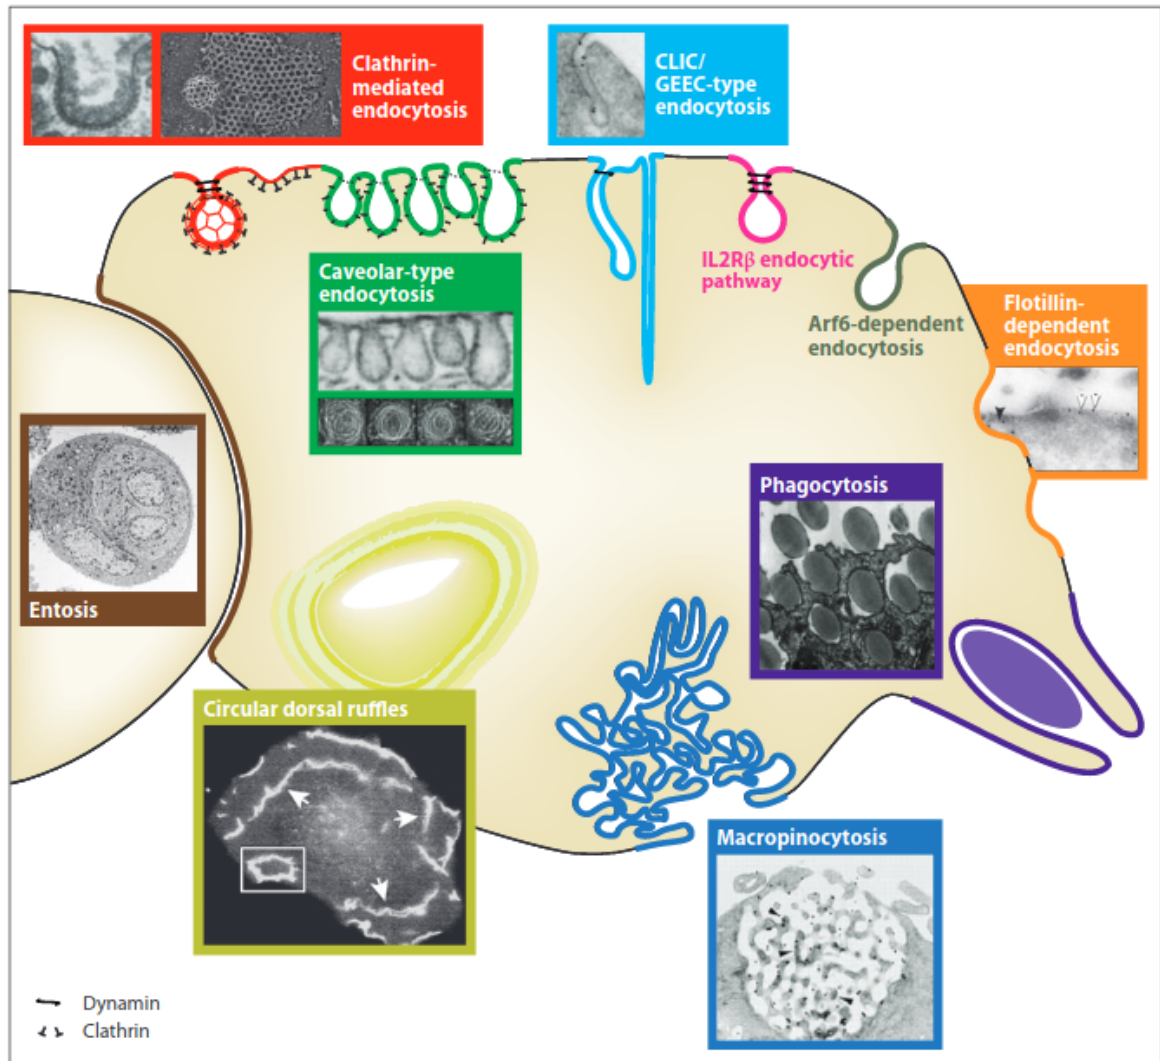 Clathrin-
mediated
endocytosis
CLIC/
GEEC-type
endocytosis
Caveolar-type
endocytosis
IL2Rβ endocytic
pathway
Arf6-dependent
endocytosis
Flotillin-
dependent
endocytosis
Entosis
Phagocytosis
Circular dorsal ruffles
Macropinocytosis
Dynamin
Clathrin